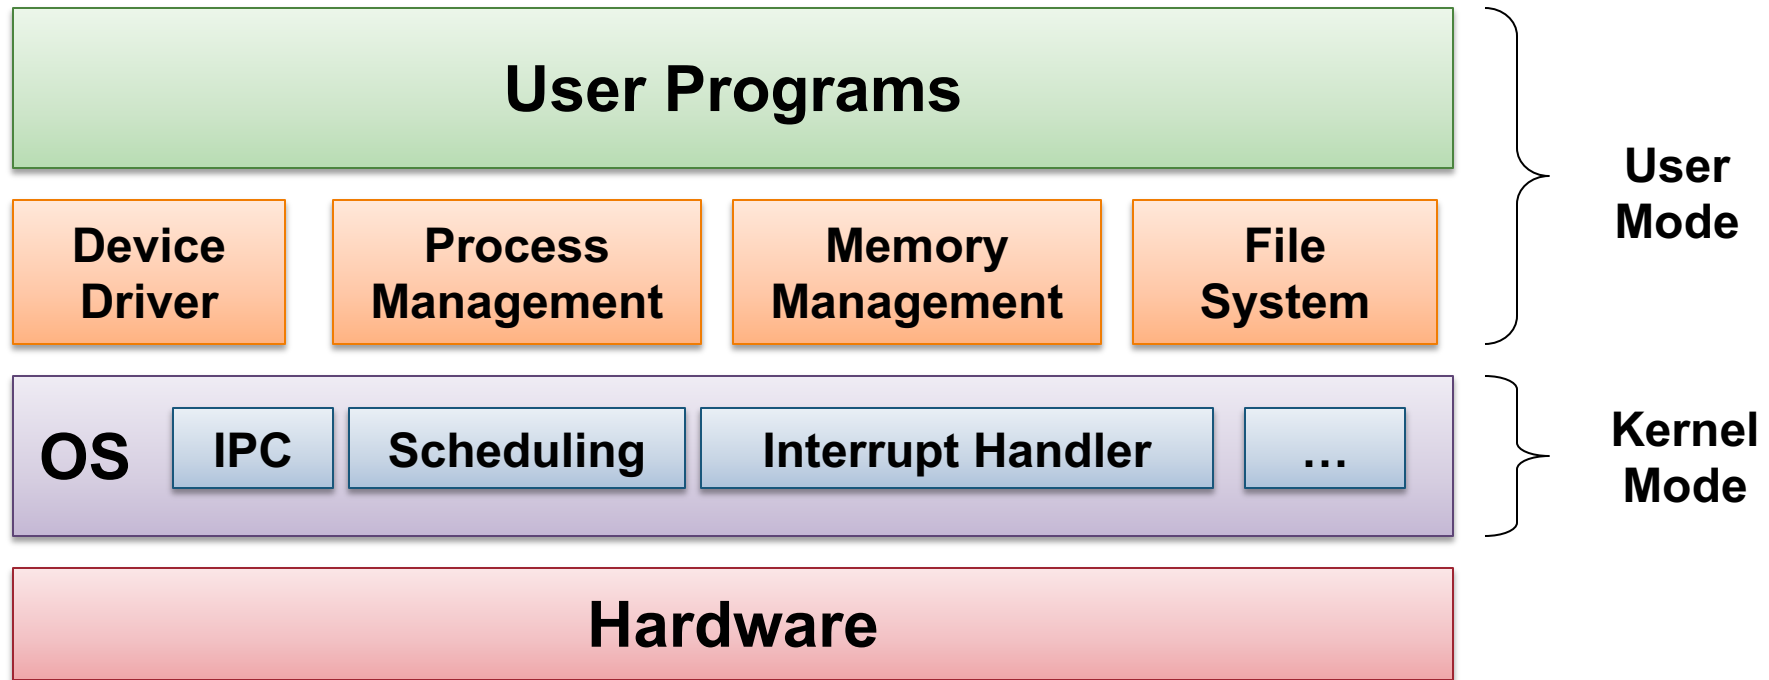 User Programs
User
Mode
Device
Driver
Process
Management
Memory
Management
File
System
OS
IPC
Scheduling
Interrupt Handler
...
Kernel
Mode
Hardware